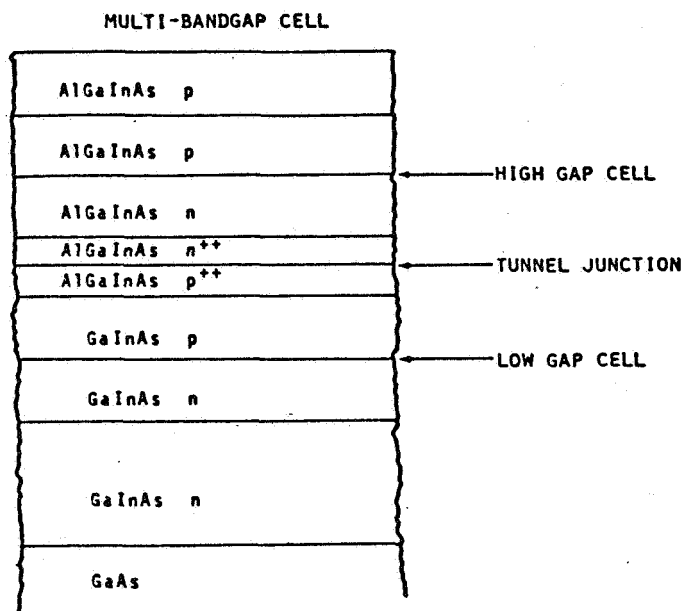 MULTI-BANDGAP CELL
AlGaInAs p
AlGaInAs p
HIGH GAP CELL
AlGaInAs n
AlGaInAs n++
TUNNEL JUNCTION
AlGaInAs p++
GaInAs p
LOW GAP CELL
GaInAs n
GaInAs n
GaAs